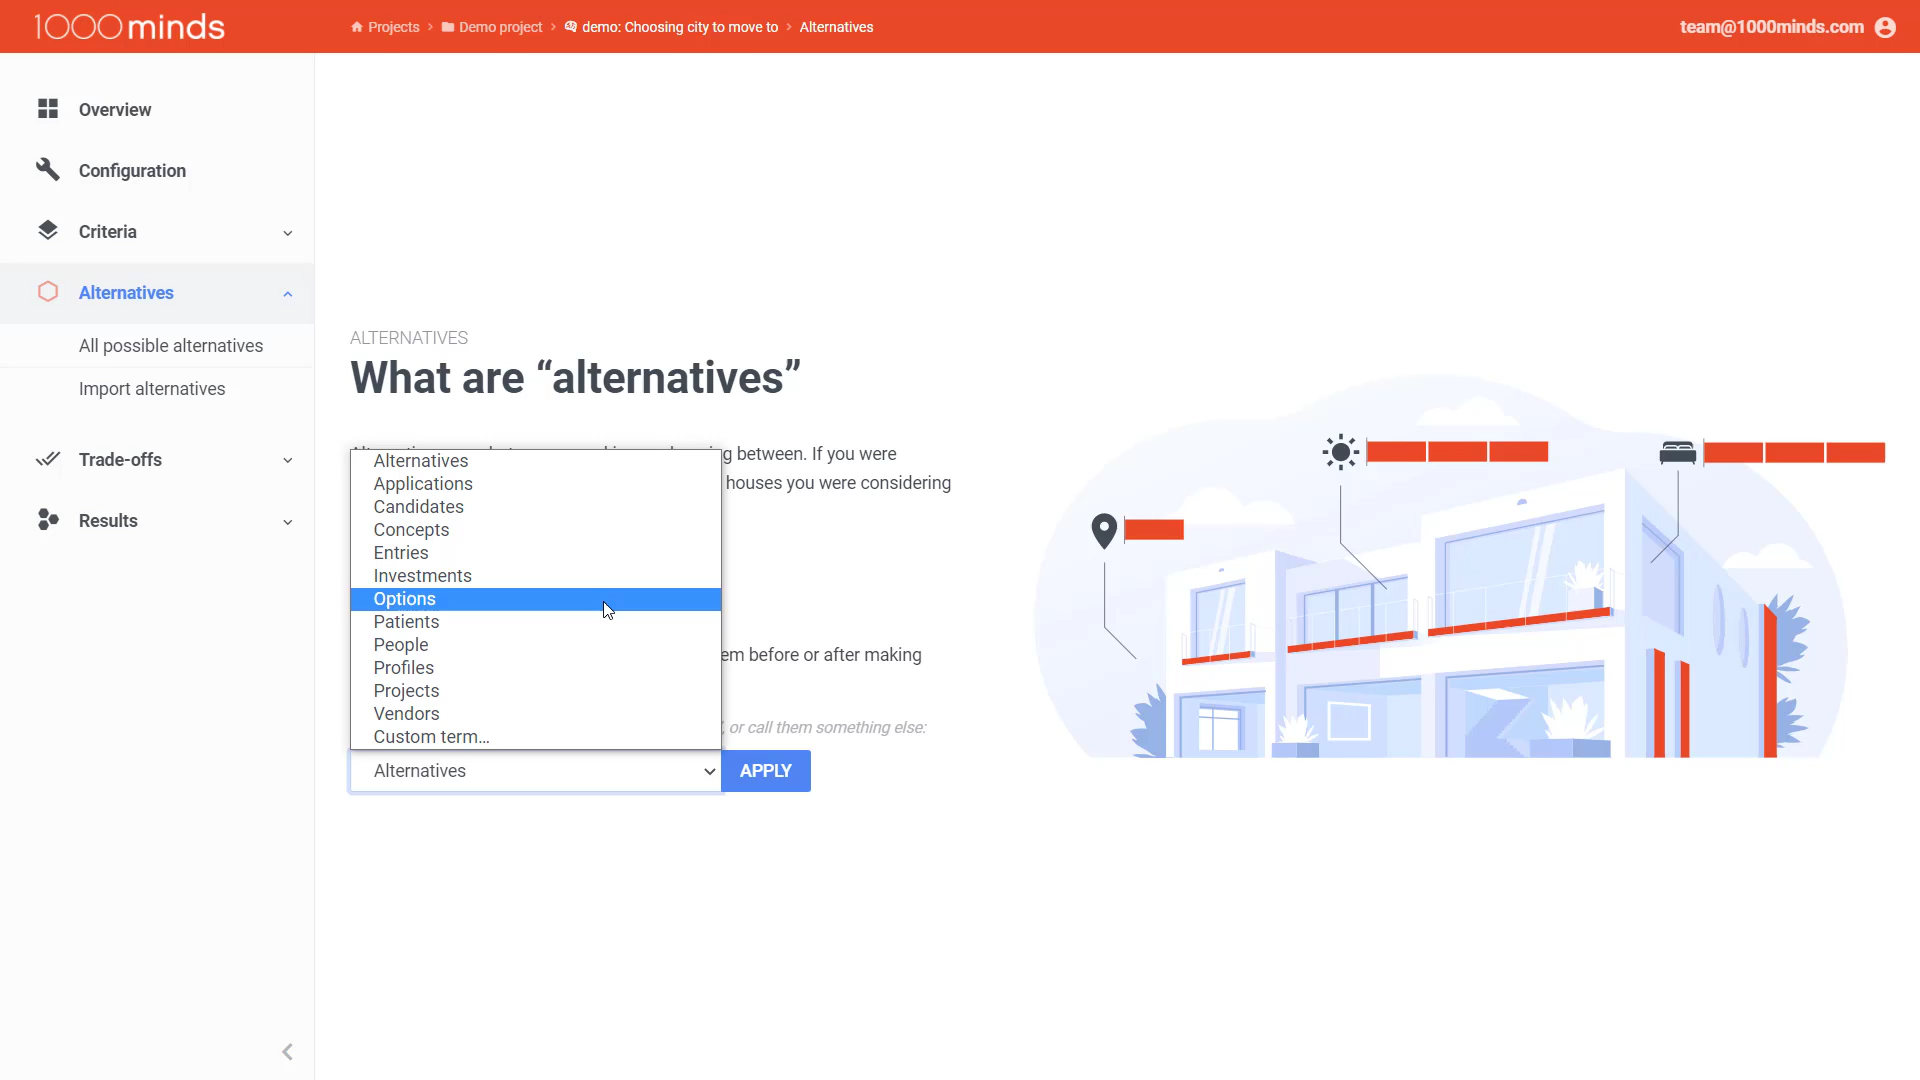 1000minds
Projects > Demo project > demo: Choosing city to move to > Alternatives
team@1000minds.com
Overview
Configuration
Criteria
Alternatives
All possible alternatives
Import alternatives
Trade-offs
Results
ALTERNATIVES
What are “alternatives”
g between. If you were
houses you were considering
em before or after making
, or call them something else:
Alternatives
Applications
Candidates
Concepts
Entries
Investments
Options
Patients
People
Profiles
Projects
Vendors
Custom term...
Alternatives
APPLY